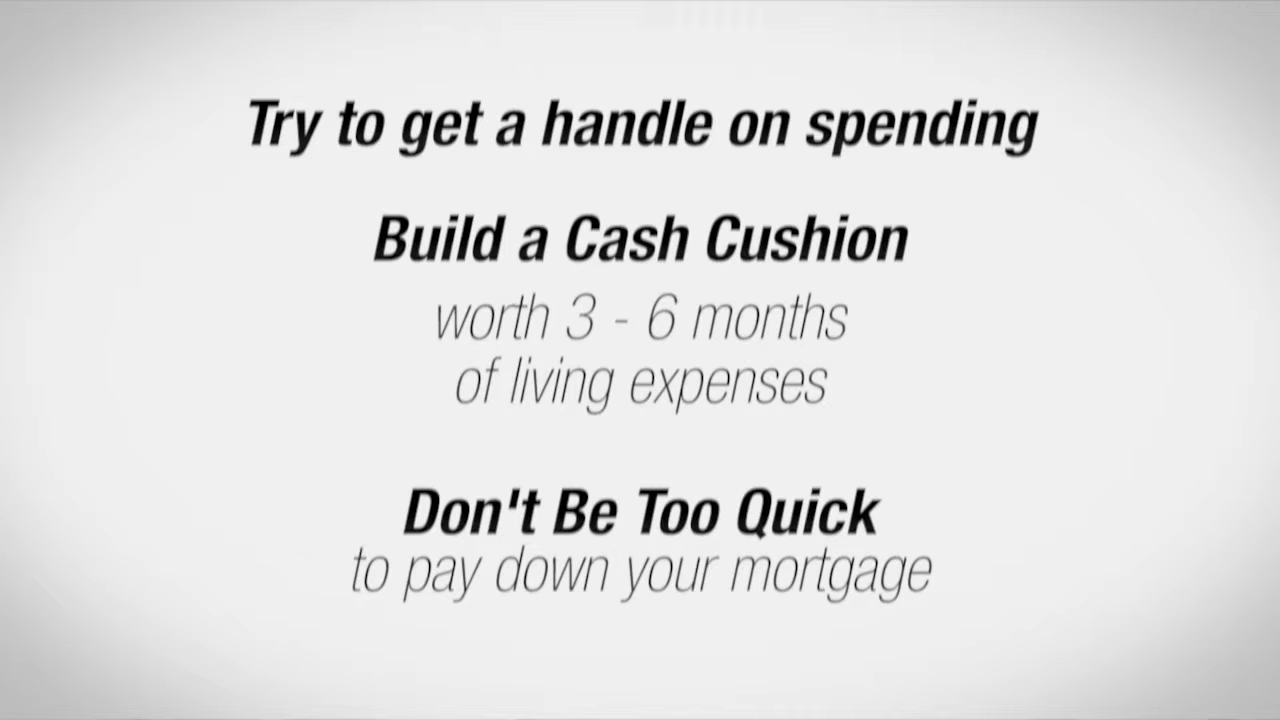 Try to get a handle on spending
Build a Cash Cushion
worth 3 - 6 months
of living expenses
Don't Be Too Quick
to pay down your mortgage